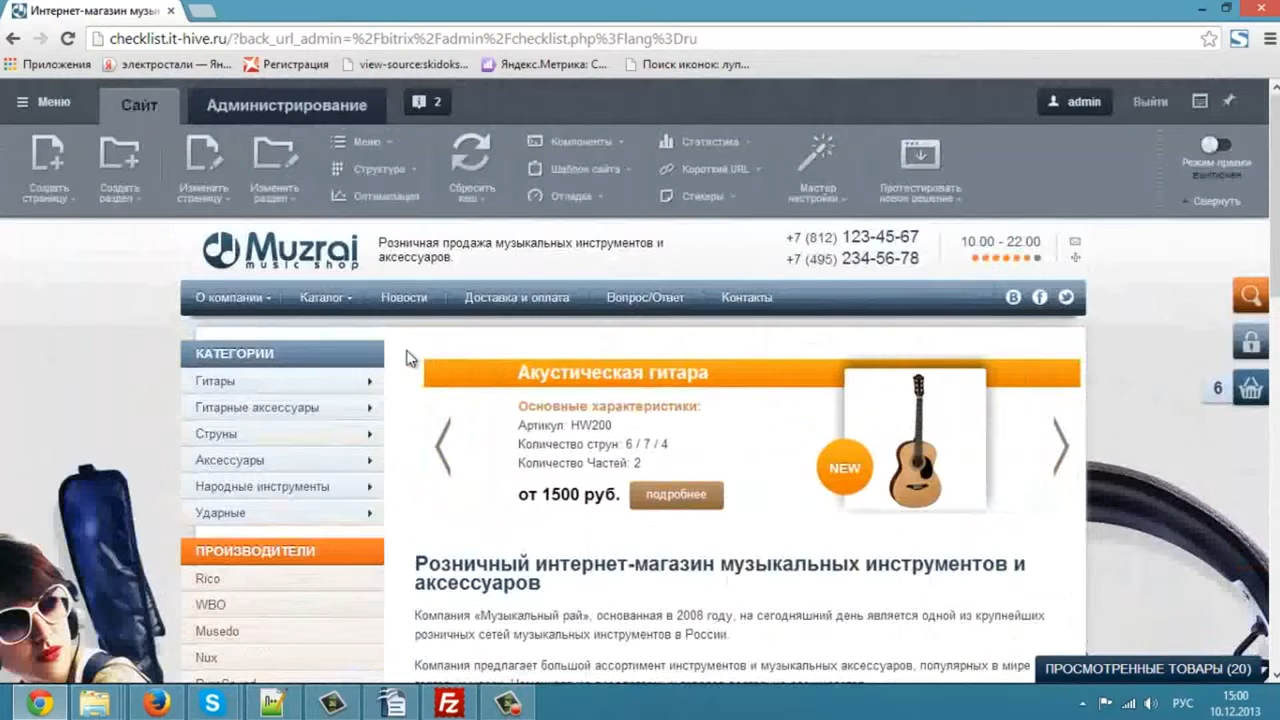 Интернет-магазин музы
checklist.it-hive.ru/?back_url_admin=%2Fbitrix%2Fadmin%2Fchecklist.php%3Flang%3Dru
Приложения
электростали — Ян...
Регистрация
view-source:skidoks...
Яндекс.Метрика: С...
Поиск иконок: луп...
Меню
Сайт
Администрирование
2
admin
Выйти
Создать страницу
Создать раздел
Изменить страницу
Изменить раздел
Меню
Структура
Оптимизация
Сбросить кеш
Компоненты
Шаблон сайта
Отладка
Статистика
Короткий URL
Стикеры
Мастер настройки
Протестировать новое решение
Режим правки
выключен
Свернуть
Muzrai
music shop
Розничная продажа музыкальных инструментов и
аксессуаров.
+7 (812) 123-45-67
+7 (495) 234-56-78
10.00 - 22.00
О компании
Каталог
Новости
Доставка и оплата
Вопрос/Ответ
Контакты
В
f
КАТЕГОРИИ
Гитары
Гитарные аксессуары
Струны
Аксессуары
Народные инструменты
Ударные
ПРОИЗВОДИТЕЛИ
Rico
WBO
Musedo
Nux
Акустическая гитара
Основные характеристики:
Артикул: HW200
Количество струн: 6 / 7 / 4
Количество Частей: 2
от 1500 руб.
подробнее
NEW
6
Розничный интернет-магазин музыкальных инструментов и
аксессуаров
Компания «Музыкальный рай», основанная в 2006 году, на сегодняшний день является одной из крупнейших
розничных сетей музыкальных инструментов в России.
Компания предлагает большой ассортимент инструментов и музыкальных аксессуаров, популярных в мире
ПРОСМОТРЕННЫЕ ТОВАРЫ (20)
РУС
15:00
10.12.2013